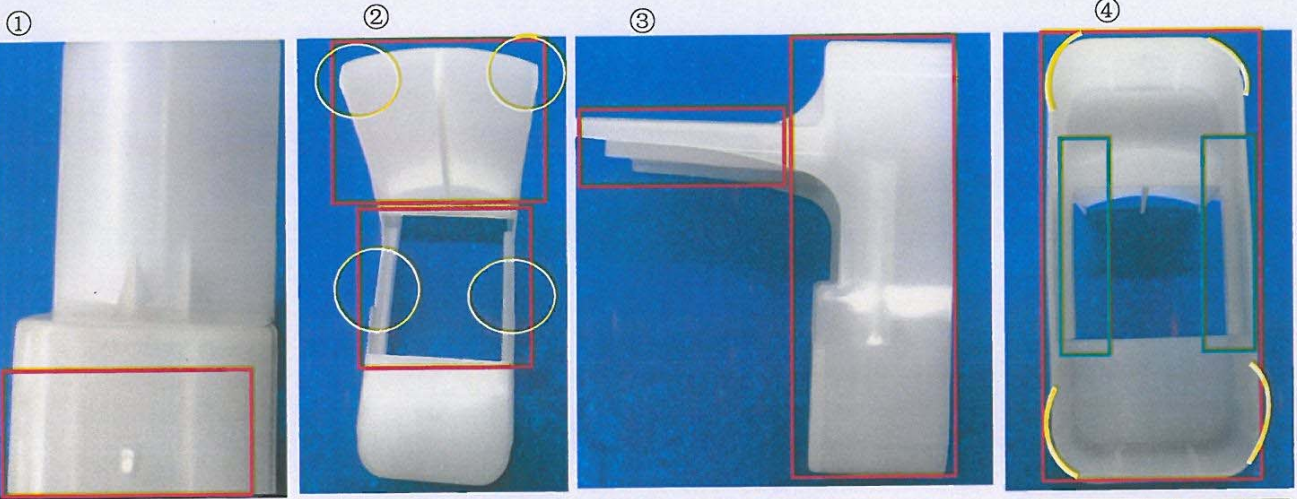 ① ② ③ ④